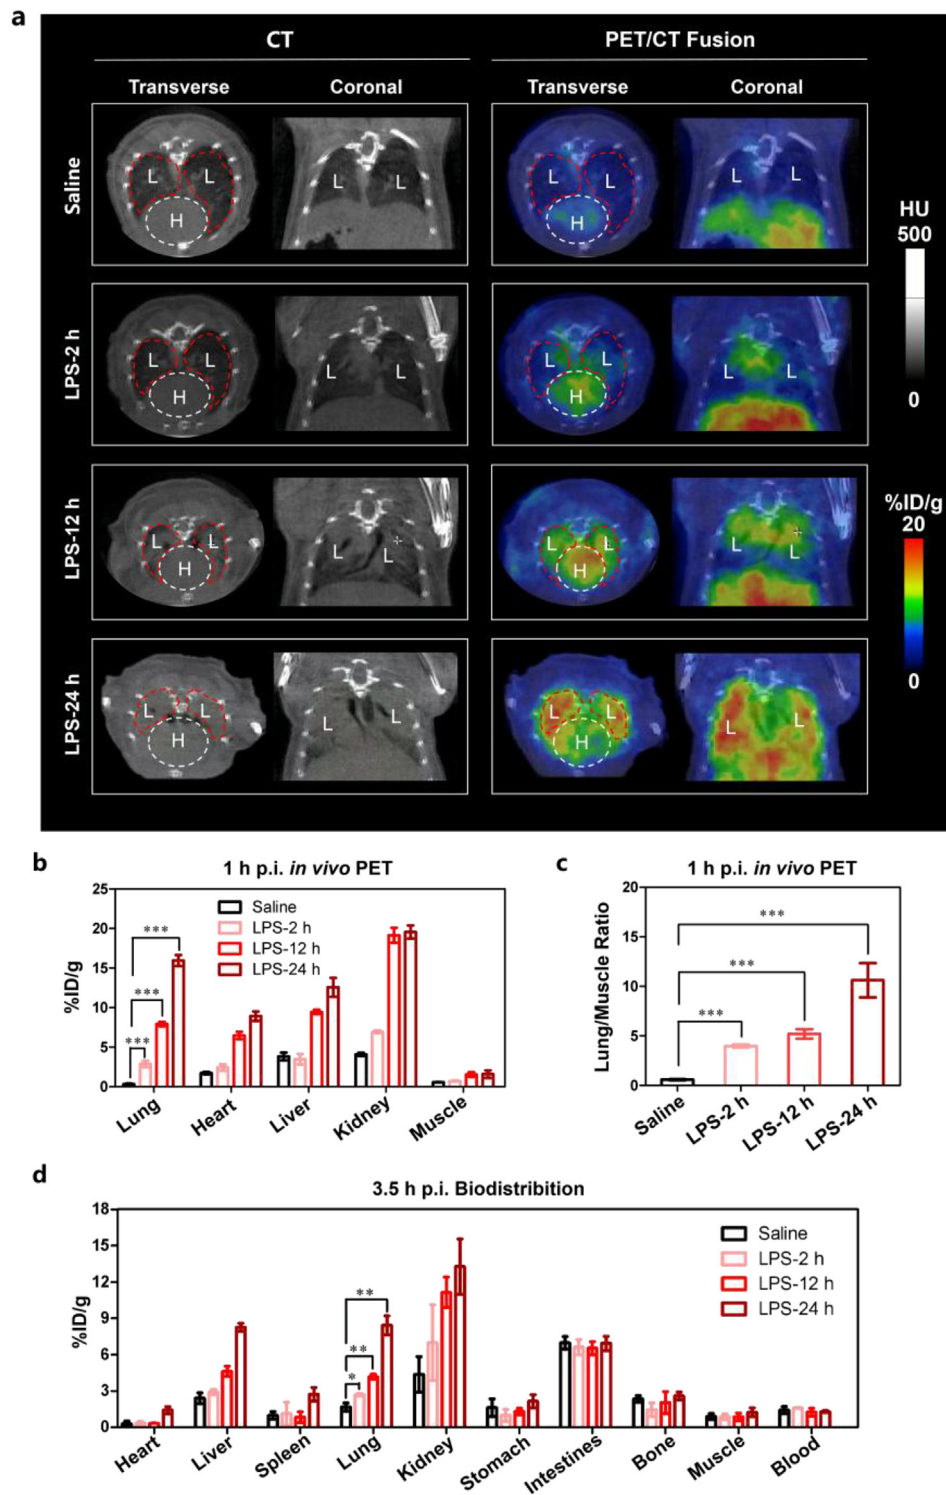 a
CT
PET/CT Fusion
Transverse
Coronal
Transverse
Coronal
Saline
L
L
H
L
L
L
H
L
L
HU
500
0
LPS-2 h
L
L
H
L
L
L
L
H
L
L
LPS-12 h
L
L
H
L
L
L
L
H
L
L
%ID/g
20
0
LPS-24 h
L
L
H
L
L
L
L
H
L
L
b
1 h p.i. in vivo PET
%ID/g
25
20
15
10
5
0
Saline
LPS-2 h
LPS-12 h
LPS-24 h
***
***
***
Lung
Heart
Liver
Kidney
Muscle
c
1 h p.i. in vivo PET
Lung/Muscle Ratio
20
15
10
5
0
***
***
***
Saline
LPS-2 h
LPS-12 h
LPS-24 h
d
3.5 h p.i. Biodistribition
%ID/g
18
15
12
9
6
3
0
Saline
LPS-2 h
LPS-12 h
LPS-24 h
**
**
*
Heart
Liver
Spleen
Lung
Kidney
Stomach
Intestines
Bone
Muscle
Blood